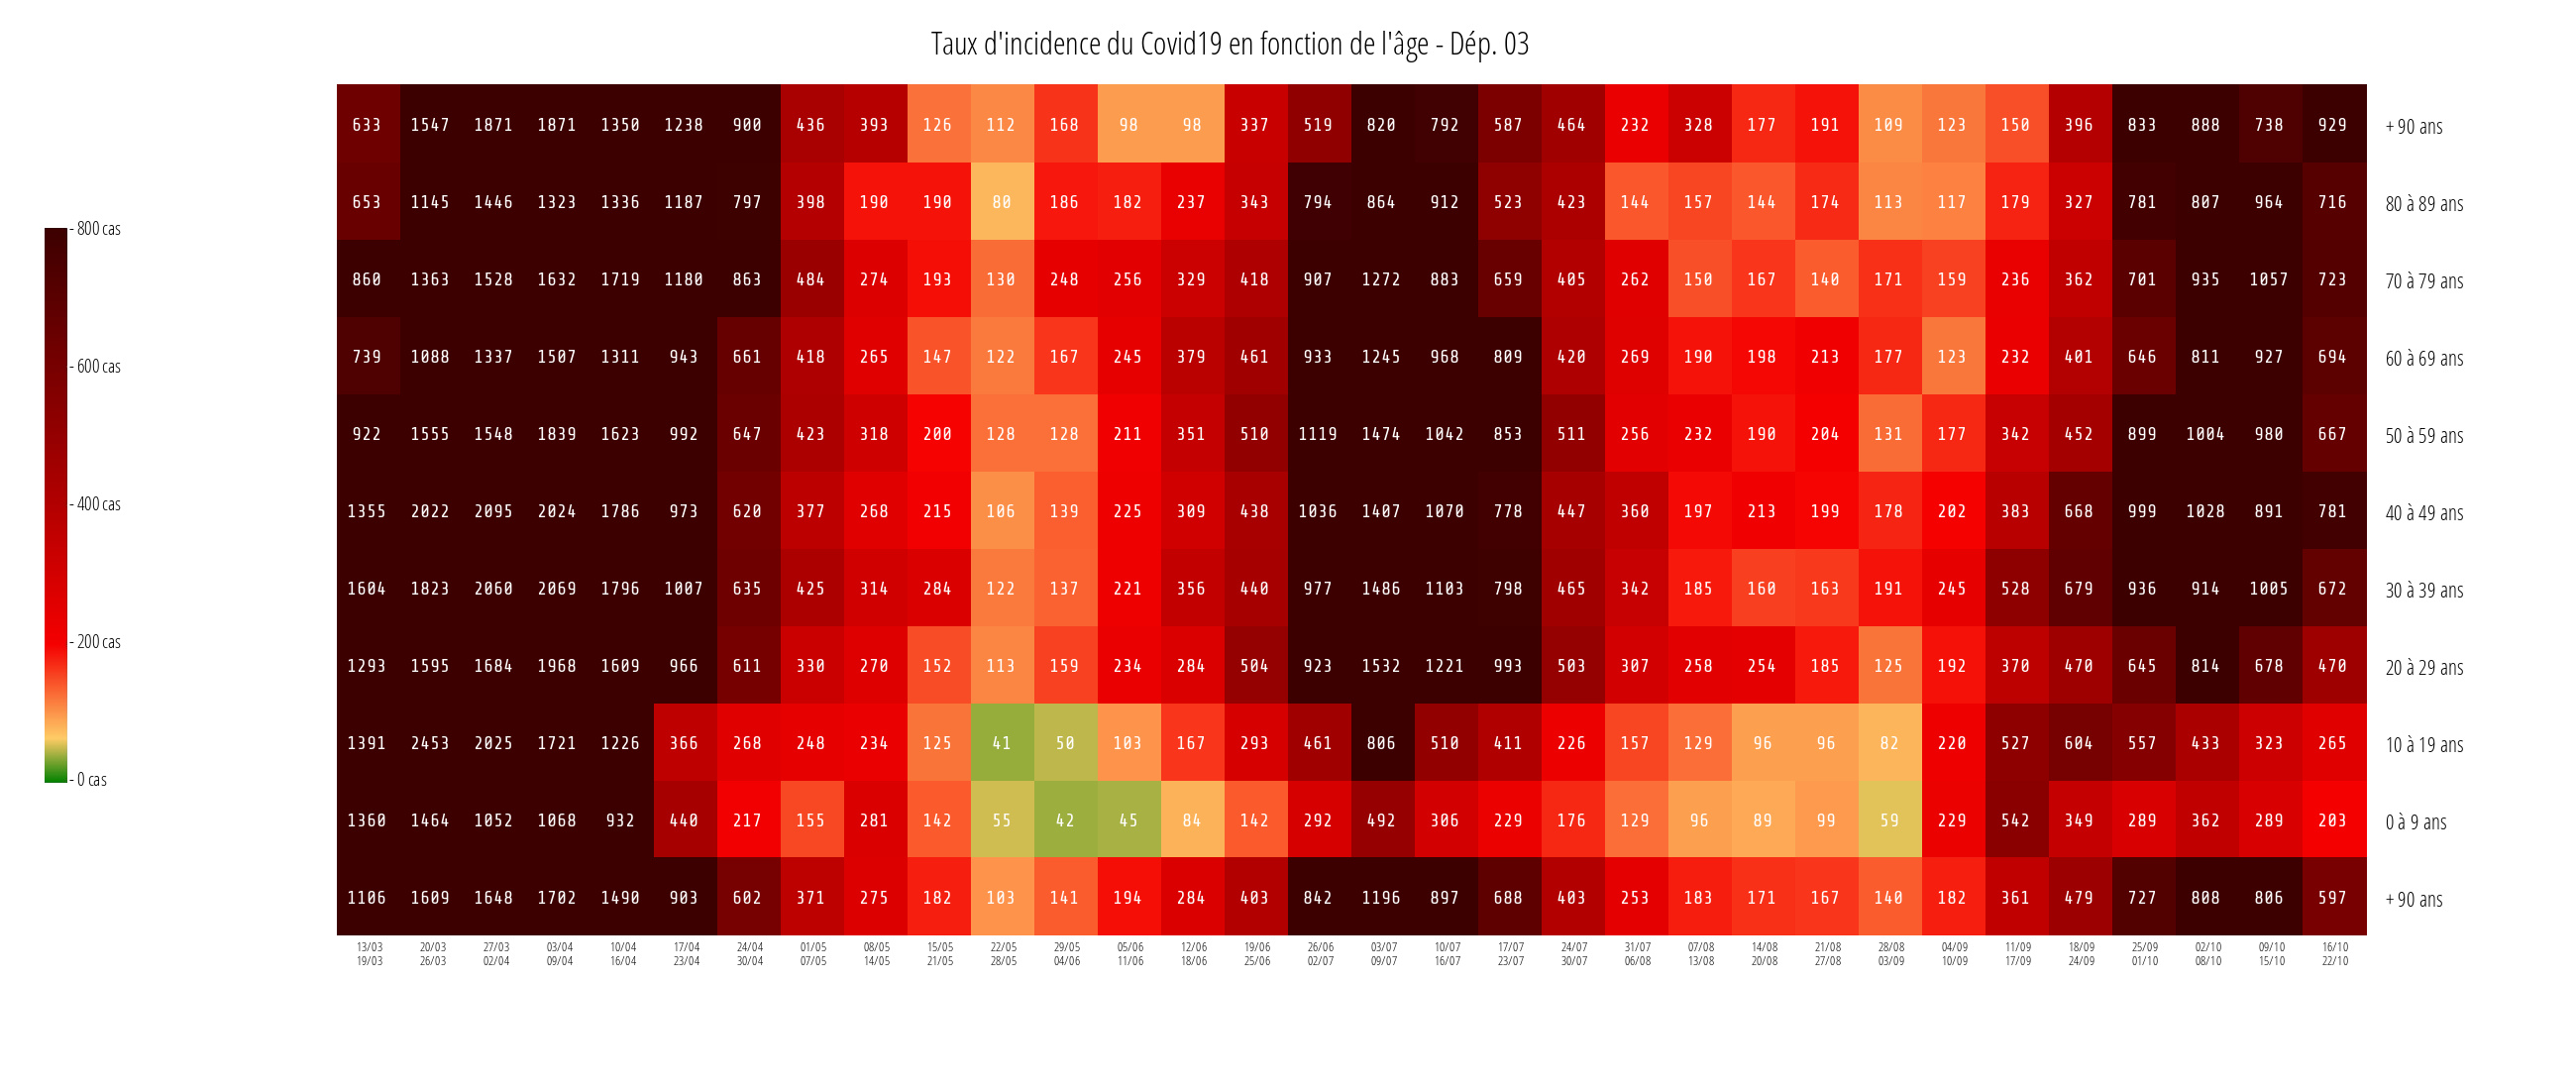 Taux d'incidence du Covid19 en fonction de l'âge - Dép. 03
633 1547 1871 1871 1350 1238 900 436 393 126 112 168 98 98 337 519 820 792 587 464 232 328 177 191 109 123 150 396 833 888 738 929 + 90 ans
653 1145 1446 1323 1336 1187 797 398 190 190 80 186 182 237 343 794 864 912 523 423 144 157 144 174 113 117 179 327 781 807 964 716 80 à 89 ans
- 800 cas
860 1363 1528 1632 1719 1180 863 484 274 193 130 248 256 329 418 907 1272 883 659 405 262 150 167 140 171 159 236 362 701 935 1057 723 70 à 79 ans
739 1088 1337 1507 1311 943 661 418 265 147 122 167 245 379 461 933 1245 968 809 420 269 190 198 213 177 123 232 401 646 811 927 694 60 à 69 ans
- 600 cas
922 1555 1548 1839 1623 992 647 423 318 200 128 128 211 351 510 1119 1474 1042 853 511 256 232 190 204 131 177 342 452 899 1004 980 667 50 à 59 ans
- 400 cas
1355 2022 2095 2024 1786 973 620 377 268 215 106 139 225 309 438 1036 1407 1070 778 447 360 197 213 199 178 202 383 668 999 1028 891 781 40 à 49 ans
1604 1823 2060 2069 1796 1007 635 425 314 284 122 137 221 356 440 977 1486 1103 798 465 342 185 160 163 191 245 528 679 936 914 1005 672 30 à 39 ans
- 200 cas
1293 1595 1684 1968 1609 966 611 330 270 152 113 159 234 284 504 923 1532 1221 993 503 307 258 254 185 125 192 370 470 645 814 678 470 20 à 29 ans
1391 2453 2025 1721 1226 366 268 248 234 125 41 50 103 167 293 461 806 510 411 226 157 129 96 96 82 220 527 604 557 433 323 265 10 à 19 ans
- 0 cas
1360 1464 1052 1068 932 440 217 155 281 142 55 42 45 84 142 292 492 306 229 176 129 96 89 99 59 229 542 349 289 362 289 203 0 à 9 ans
1106 1609 1648 1702 1490 903 602 371 275 182 103 141 194 284 403 842 1196 897 688 403 253 183 171 167 140 182 361 479 727 808 806 597 + 90 ans
13/03 20/03 27/03 03/04 10/04 17/04 24/04 01/05 08/05 15/05 22/05 29/05 05/06 12/06 19/06 26/06 03/07 10/07 17/07 24/07 31/07 07/08 14/08 21/08 28/08 04/09 11/09 18/09 25/09 02/10 09/10 16/10
19/03 26/03 02/04 09/04 16/04 23/04 30/04 07/05 14/05 21/05 28/05 04/06 11/06 18/06 25/06 02/07 09/07 16/07 23/07 30/07 06/08 13/08 20/08 27/08 03/09 10/09 17/09 24/09 01/10 08/10 15/10 22/10